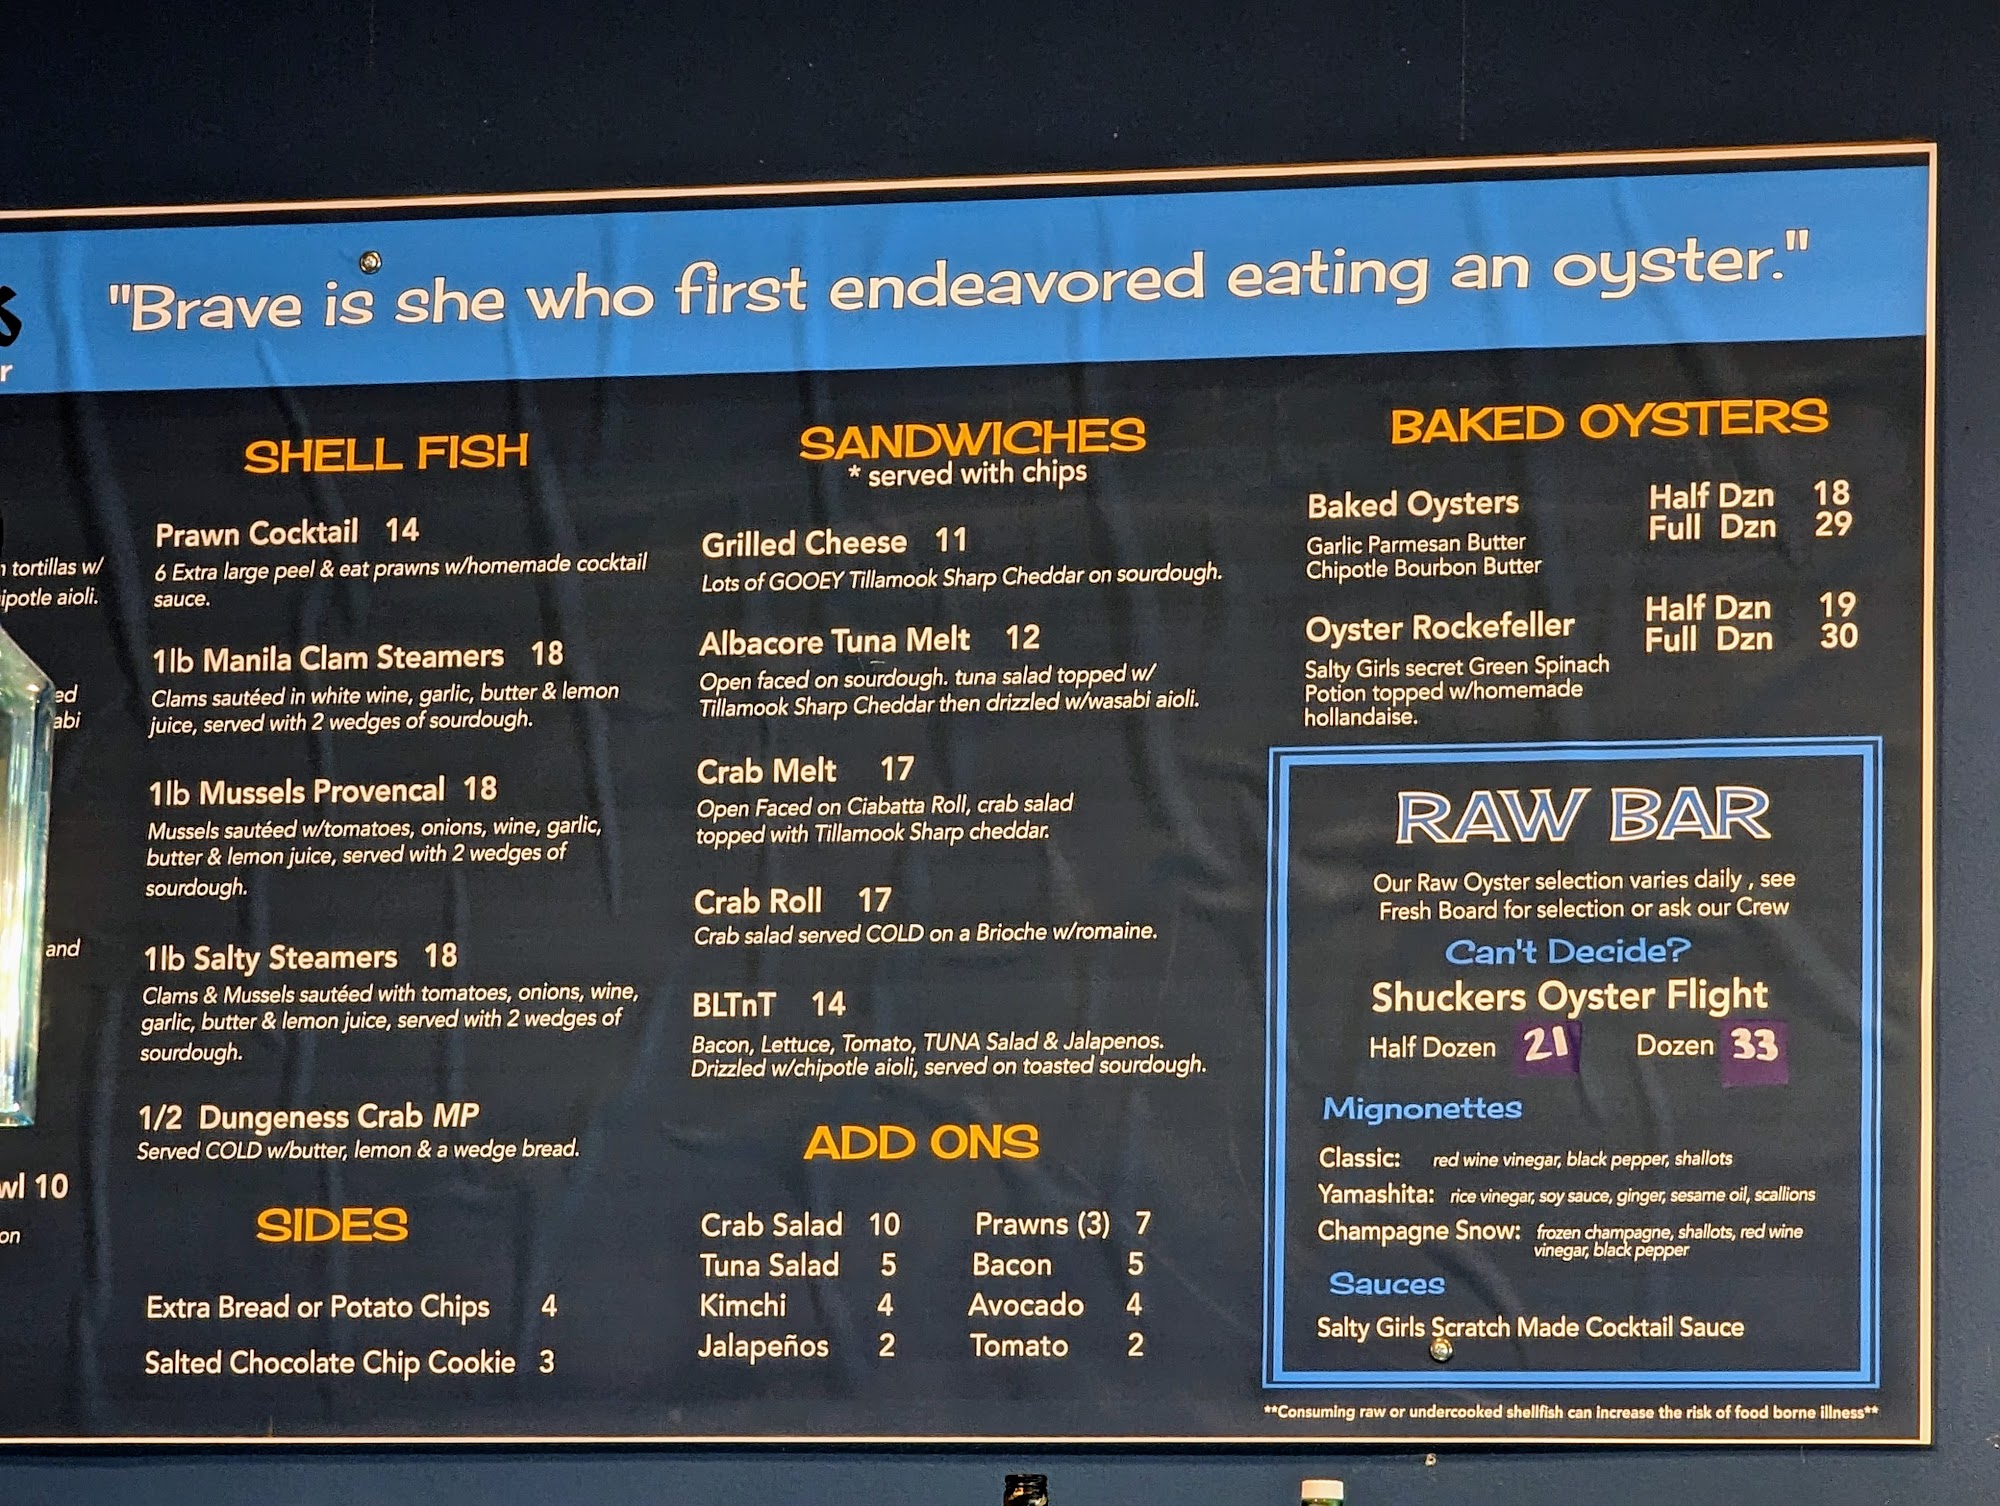 "Brave is she who first endeavored eating an oyster."
r
tortillas w/
ipotle aioli.
ed
abi
and
wl 10
on
SHELL FISH
Prawn Cocktail 14
6 Extra large peel & eat prawns w/homemade cocktail
sauce.
1lb Manila Clam Steamers 18
Clams sautéed in white wine, garlic, butter & lemon
juice, served with 2 wedges of sourdough.
1lb Mussels Provencal 18
Mussels sautéed w/tomatoes, onions, wine, garlic,
butter & lemon juice, served with 2 wedges of
sourdough.
1lb Salty Steamers 18
Clams & Mussels sautéed with tomatoes, onions, wine,
garlic, butter & lemon juice, served with 2 wedges of
sourdough.
1/2 Dungeness Crab MP
Served COLD w/butter, lemon & a wedge bread.
SIDES
Extra Bread or Potato Chips 4
Salted Chocolate Chip Cookie 3
SANDWICHES
* served with chips
Grilled Cheese 11
Lots of GOOEY Tillamook Sharp Cheddar on sourdough.
Albacore Tuna Melt 12
Open faced on sourdough. tuna salad topped w/
Tillamook Sharp Cheddar then drizzled w/wasabi aioli.
Crab Melt 17
Open Faced on Ciabatta Roll, crab salad
topped with Tillamook Sharp cheddar.
Crab Roll 17
Crab salad served COLD on a Brioche w/romaine.
BLTnT 14
Bacon, Lettuce, Tomato, TUNA Salad & Jalapenos.
Drizzled w/chipotle aioli, served on toasted sourdough.
ADD ONS
Crab Salad 10 Prawns (3) 7
Tuna Salad 5 Bacon 5
Kimchi 4 Avocado 4
Jalapeños 2 Tomato 2
BAKED OYSTERS
Baked Oysters Half Dzn 18
Full Dzn 29
Garlic Parmesan Butter
Chipotle Bourbon Butter
Oyster Rockefeller Half Dzn 19
Full Dzn 30
Salty Girls secret Green Spinach
Potion topped w/homemade
hollandaise.
RAW BAR
Our Raw Oyster selection varies daily , see
Fresh Board for selection or ask our Crew
Can't Decide?
Shuckers Oyster Flight
Half Dozen 21 Dozen 33
Mignonettes
Classic: red wine vinegar, black pepper, shallots
Yamashita: rice vinegar, soy sauce, ginger, sesame oil, scallions
Champagne Snow: frozen champagne, shallots, red wine
vinegar, black pepper
Sauces
Salty Girls Scratch Made Cocktail Sauce
**Consuming raw or undercooked shellfish can increase the risk of food borne illness**